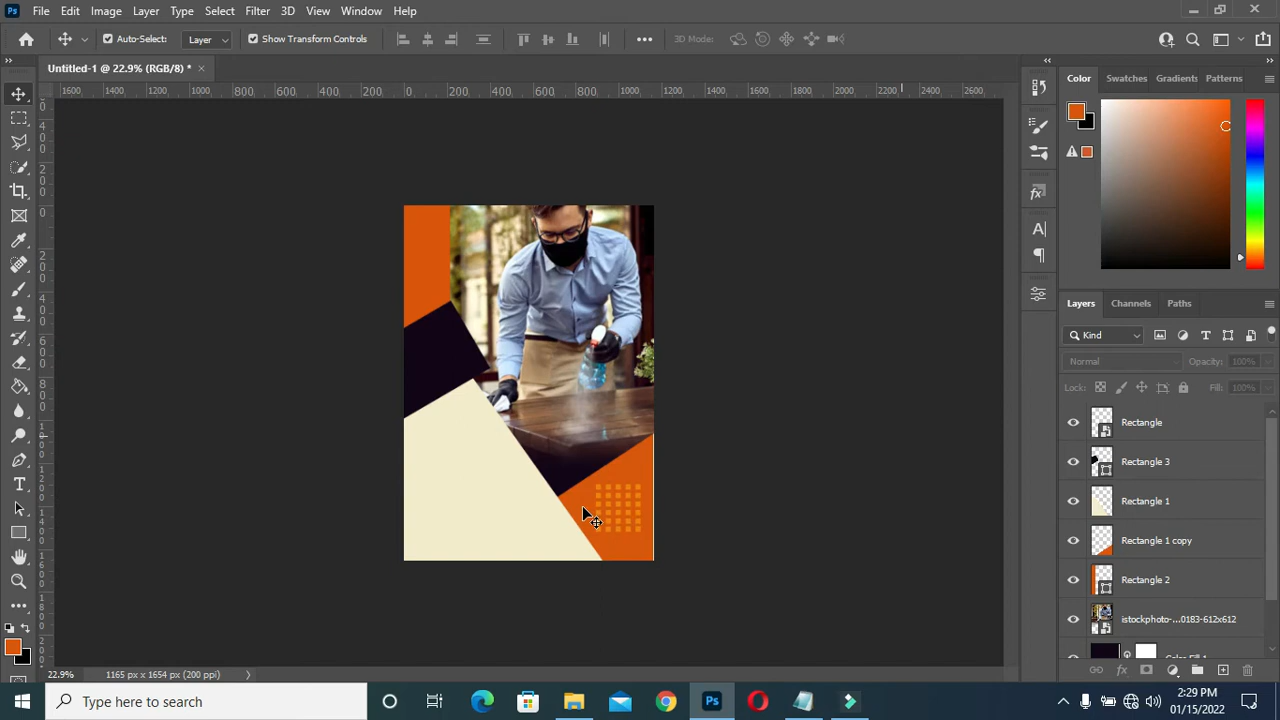 Ps File Edit Image Layer Type Select Filter 3D View Window Help
Auto-Select: Layer Show Transform Controls 3D Mode:
Untitled-1 @ 22.9% (RGB/8) * ×
1600 1400 1200 1000 800 600 400 200 0 200 400 600 800 1000 1200 1400 1600 1800 2000 2200 2400 2600
Color Swatches Gradients Patterns
Layers Channels Paths
Kind
Normal Opacity: 100%
Lock: Fill: 100%
Rectangle
Rectangle 3
Rectangle 1
Rectangle 1 copy
Rectangle 2
istockphoto-...0183-612x612
22.9% 1165 px x 1654 px (200 ppi)
Type here to search
2:29 PM
01/15/2022